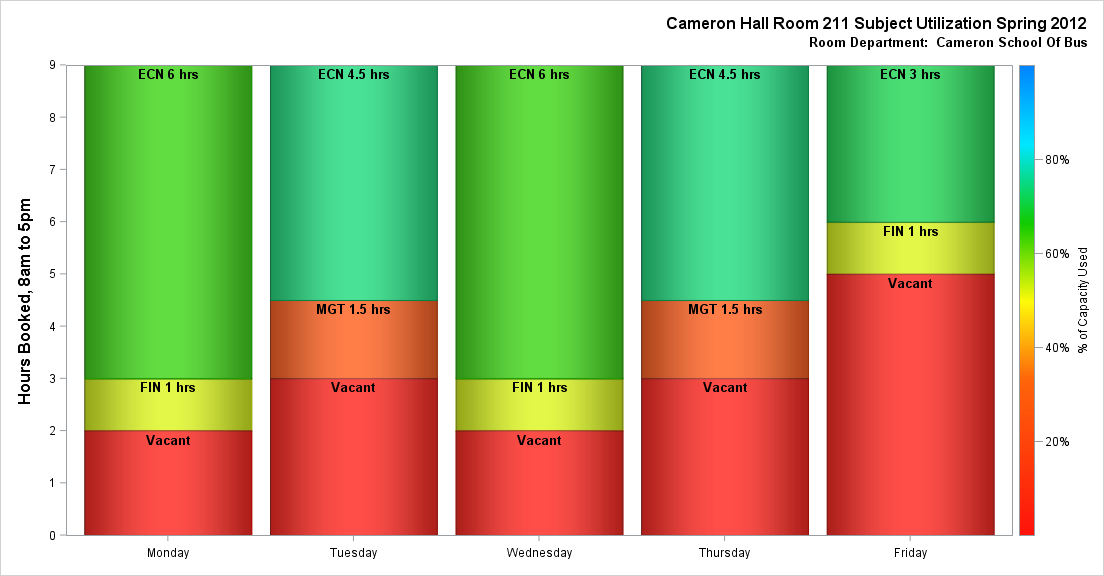 Cameron Hall Room 211 Subject Utilization Spring 2012
Room Department:  Cameron School Of Bus
Hours Booked, 8am to 5pm
9
8
7
6
5
4
3
2
1
0
ECN 6 hrs
FIN 1 hrs
Vacant
Monday
ECN 4.5 hrs
MGT 1.5 hrs
Vacant
Tuesday
ECN 6 hrs
FIN 1 hrs
Vacant
Wednesday
ECN 4.5 hrs
MGT 1.5 hrs
Vacant
Thursday
ECN 3 hrs
FIN 1 hrs
Vacant
Friday
80%
60%
40%
20%
% of Capacity Used